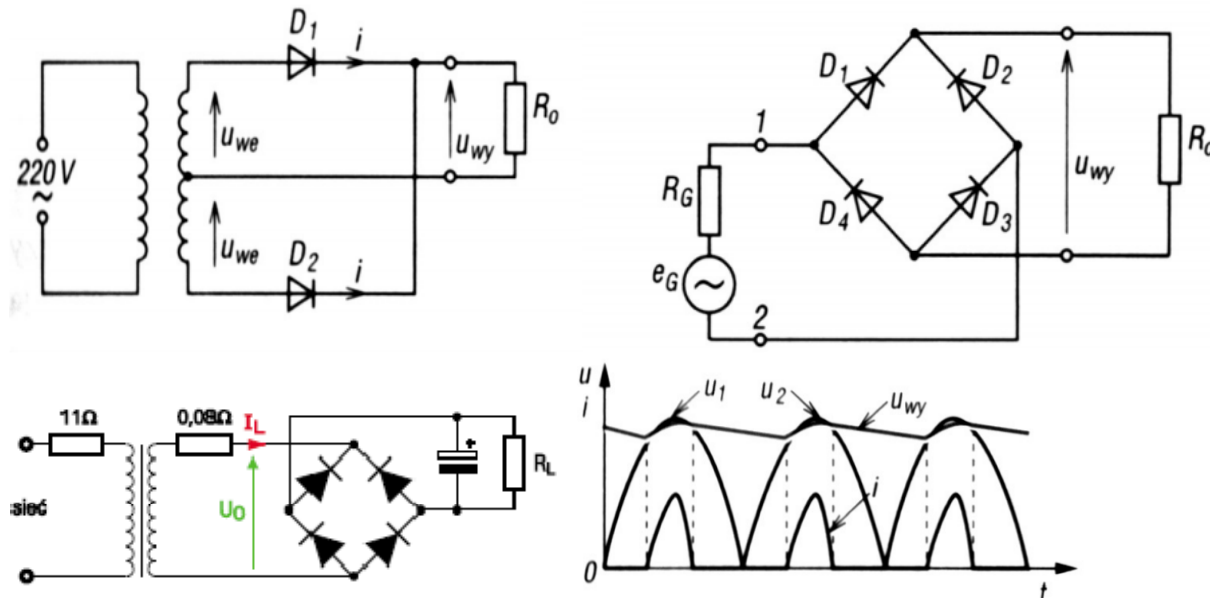 D1
i
220 V
~
uwe
uwy
Ro
uwe
D2
i
D1
D2
1
RG
D4
D3
uwy
Ro
eG
~
2
11Ω
0,08Ω
IL
sieć
UO
+
RL
u
i
u1
u2
uwy
i
0
t